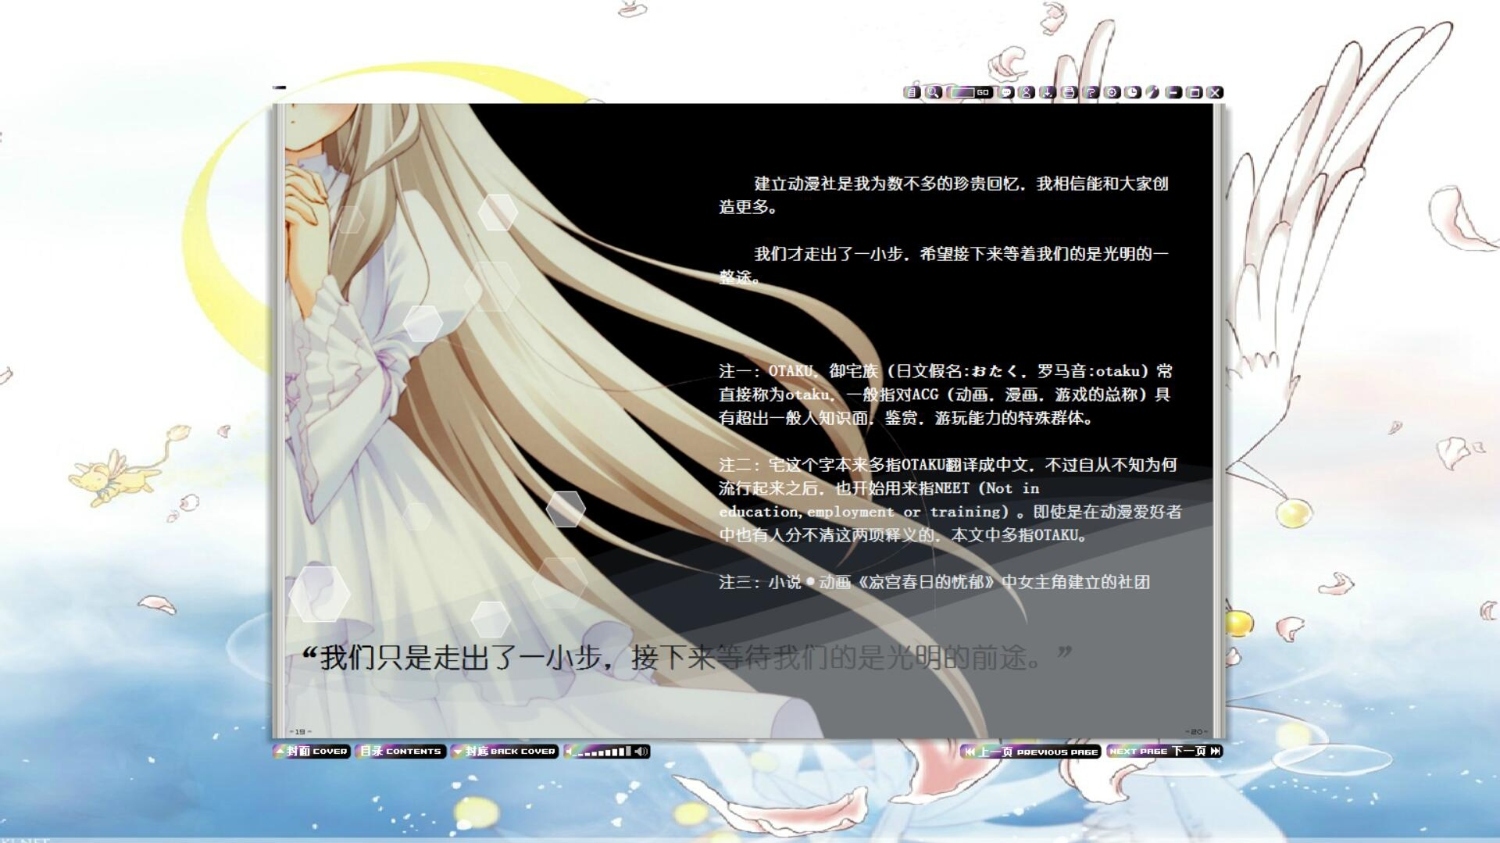 GO
建立动漫社是我为数不多的珍贵回忆，我相信能和大家创
造更多。
我们才走出了一小步，希望接下来等着我们的是光明的一
整途。
注一：OTAKU，御宅族（日文假名:おたく，罗马音:otaku）常
直接称为otaku，一般指对ACG（动画，漫画，游戏的总称）具
有超出一般人知识面，鉴赏，游玩能力的特殊群体。
注二：宅这个字本来多指OTAKU翻译成中文，不过自从不知为何
流行起来之后，也开始用来指NEET（Not in
education,employment or training）。即使是在动漫爱好者
中也有人分不清这两项释义的，本文中多指OTAKU。
注三：小说●动画《凉宫春日的忧郁》中女主角建立的社团
“我们只是走出了一小步，接下来等待我们的是光明的前途。”
-19-
-20-
封面 COVER
目录 CONTENTS
封底 BACK COVER
上一页 PREVIOUS PAGE
NEXT PAGE 下一页